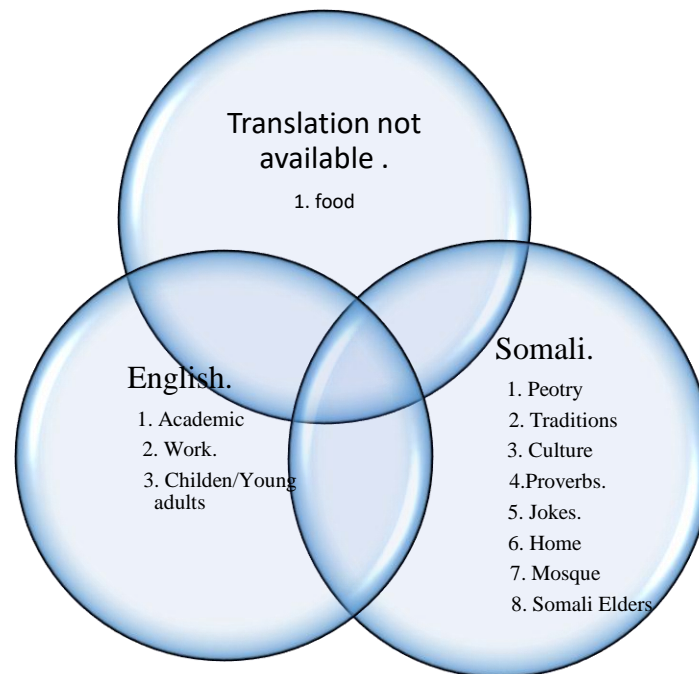 Translation not
available .
1. food
English.
1. Academic
2. Work.
3. Childen/Young
adults
Somali.
1. Peotry
2. Traditions
3. Culture
4.Proverbs.
5. Jokes.
6. Home
7. Mosque
8. Somali Elders